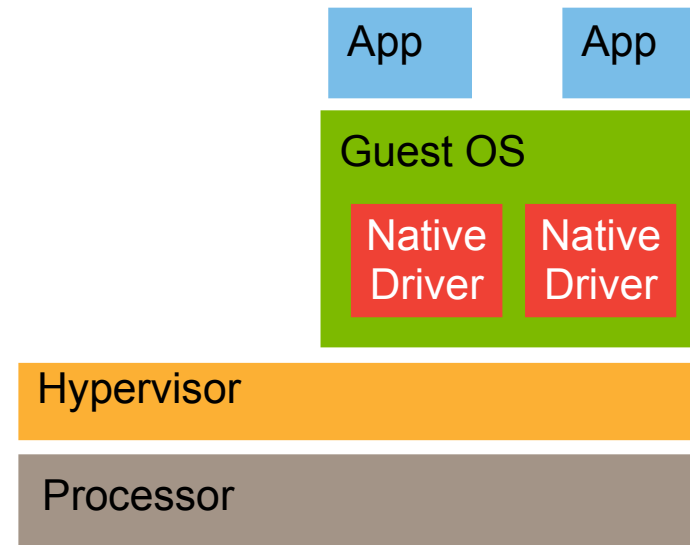 App App
Guest OS
Native Native
Driver Driver
Hypervisor
Processor